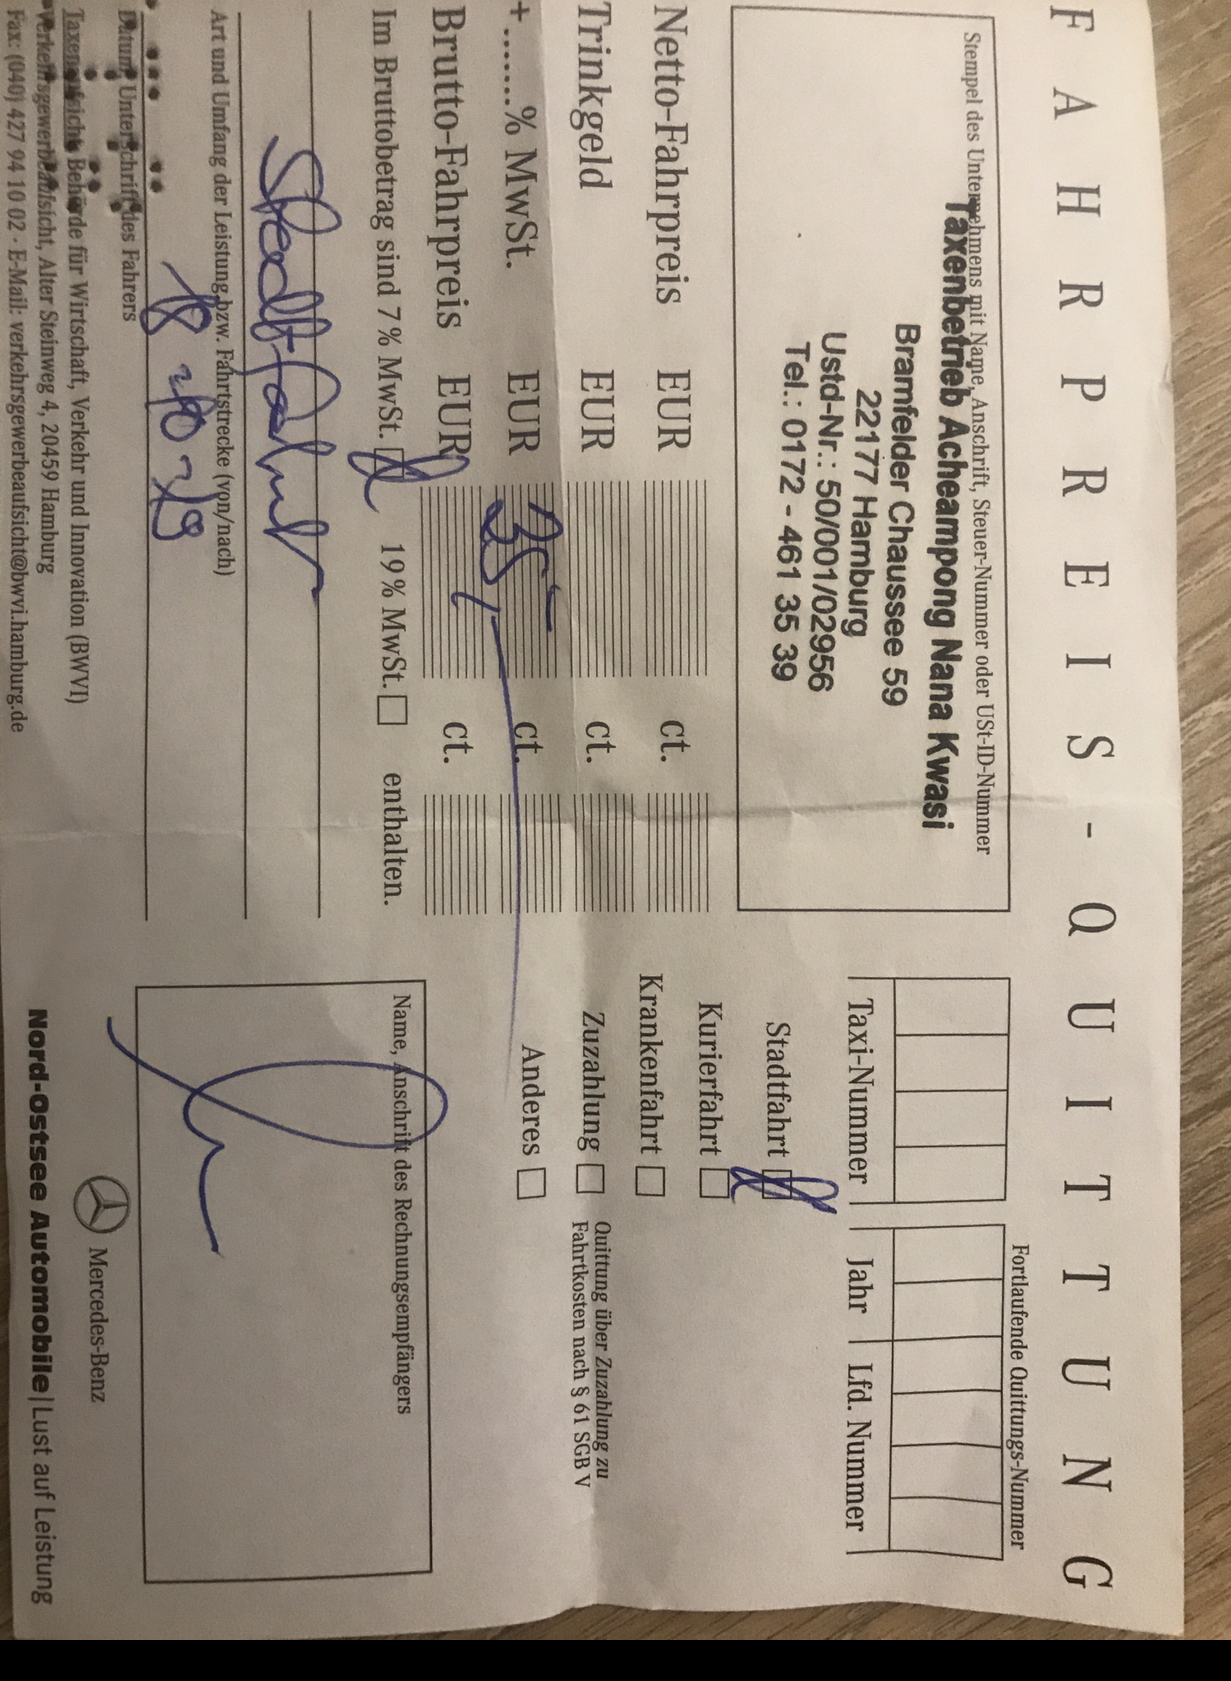 FAHRPREIS-QUITTUNG
Stempel des Unternehmens mit Name, Anschrift, Steuer-Nummer oder USt-ID-Nummer
Taxenbetrieb Acheampong Nana Kwasi
Bramfelder Chaussee 59
22177 Hamburg
Ustd-Nr.: 50/001/02956
Tel.: 0172 - 461 35 39
Fortlaufende Quittungs-Nummer
Taxi-Nummer Jahr Lfd. Nummer
Netto-Fahrpreis EUR ct.
Trinkgeld EUR ct.
+ ....... % MwSt. EUR ct.
Brutto-Fahrpreis EUR ct.
Im Bruttobetrag sind 7 % MwSt. 19 % MwSt. enthalten.
Stadtfahrt
Art und Umfang der Leistung bzw. Fahrtstrecke (von/nach)
Datum, Unterschrift des Fahrers
Taxenaufsicht: Behörde für Wirtschaft, Verkehr und Innovation (BWVI)
Verkehrsgewerbeaufsicht, Alter Steinweg 4, 20459 Hamburg
Fax: (040) 427 94 10 02 · E-Mail: verkehrsgewerbeaufsicht@bwvi.hamburg.de
Stadtfahrt
Kurierfahrt
Krankenfahrt
Zuzahlung
Quittung über Zuzahlung zu
Fahrtkosten nach § 61 SGB V
Anderes
Name, Anschrift des Rechnungsempfängers
Mercedes-Benz
Nord-Ostsee Automobile|Lust auf Leistung